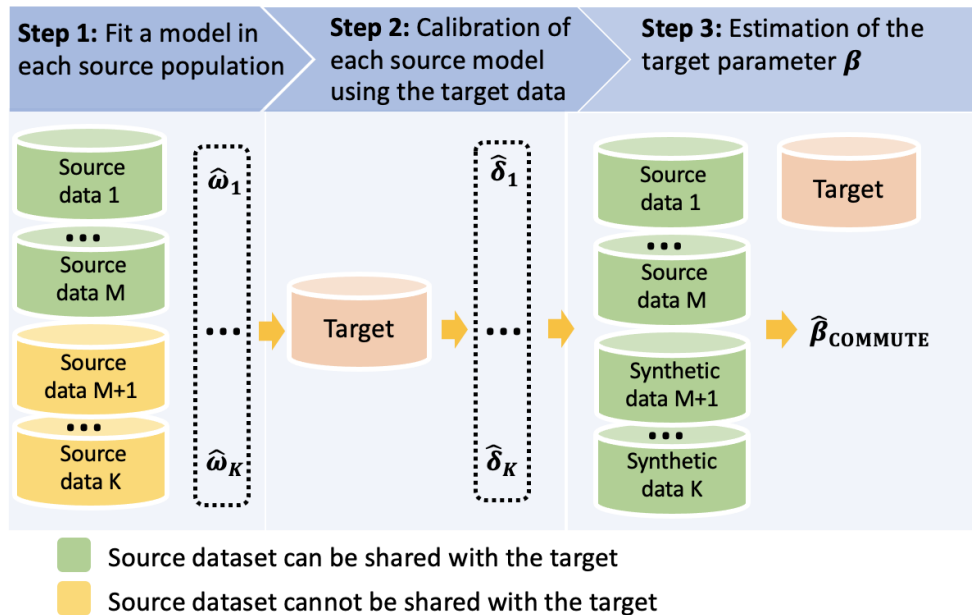 Step 1: Fit a model in
each source population
Step 2: Calibration of
each source model
using the target data
Step 3: Estimation of the
target parameter β
Source
data 1
...
Source
data M
Source
data M+1
...
Source
data K
ω̂₁
...
ω̂_K
Target
δ̂₁
...
δ̂_K
Source
data 1
...
Source
data M
Synthetic
data M+1
...
Synthetic
data K
Target
β̂_COMMUTE
Source dataset can be shared with the target
Source dataset cannot be shared with the target